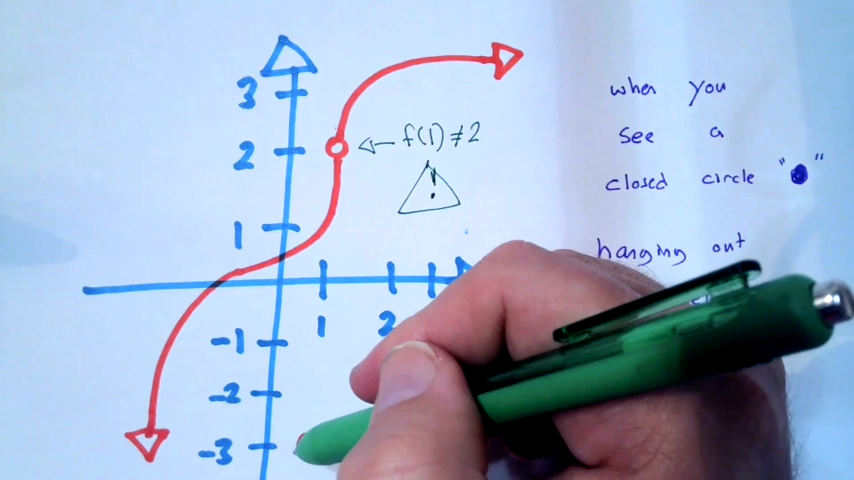 3
2
f(1)≠2
!
1
1
2
-1
-2
-3
when you
see a
closed circle "●"
hanging out